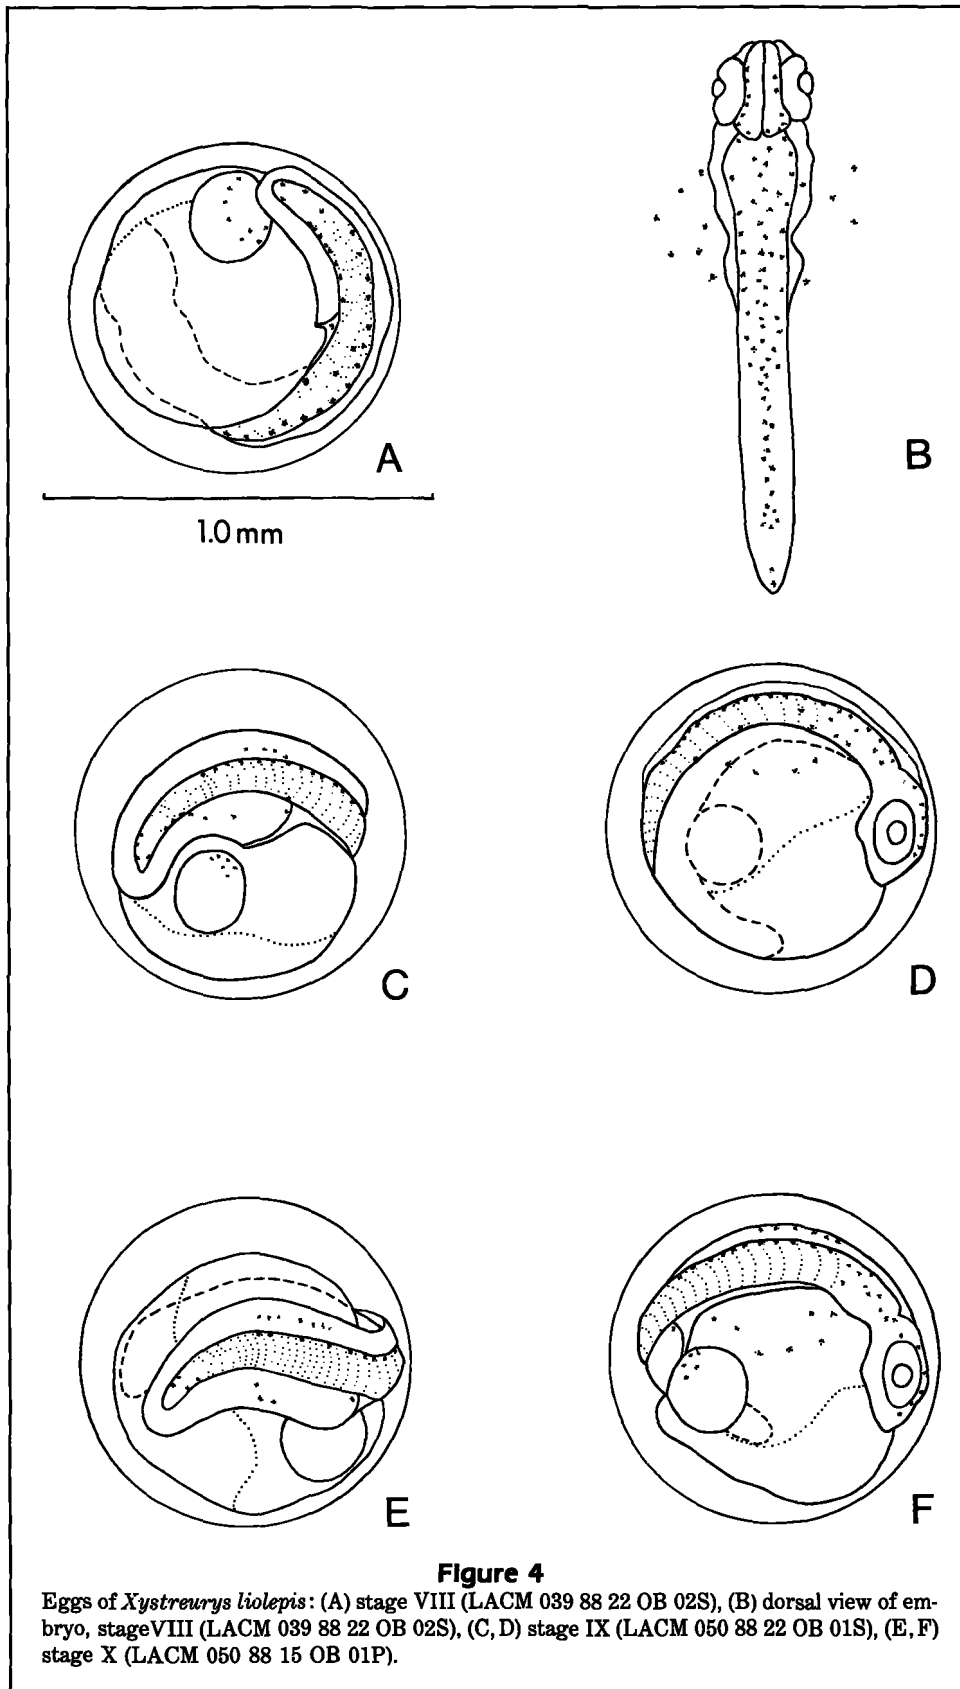 A
B
1.0 mm
C
D
E
F
Figure 4
Eggs of Xystreurys liolepis: (A) stage VIII (LACM 039 88 22 OB 02S), (B) dorsal view of em-
bryo, stageVIII (LACM 039 88 22 OB 02S), (C, D) stage IX (LACM 050 88 22 OB 01S), (E, F)
stage X (LACM 050 88 15 OB 01P).